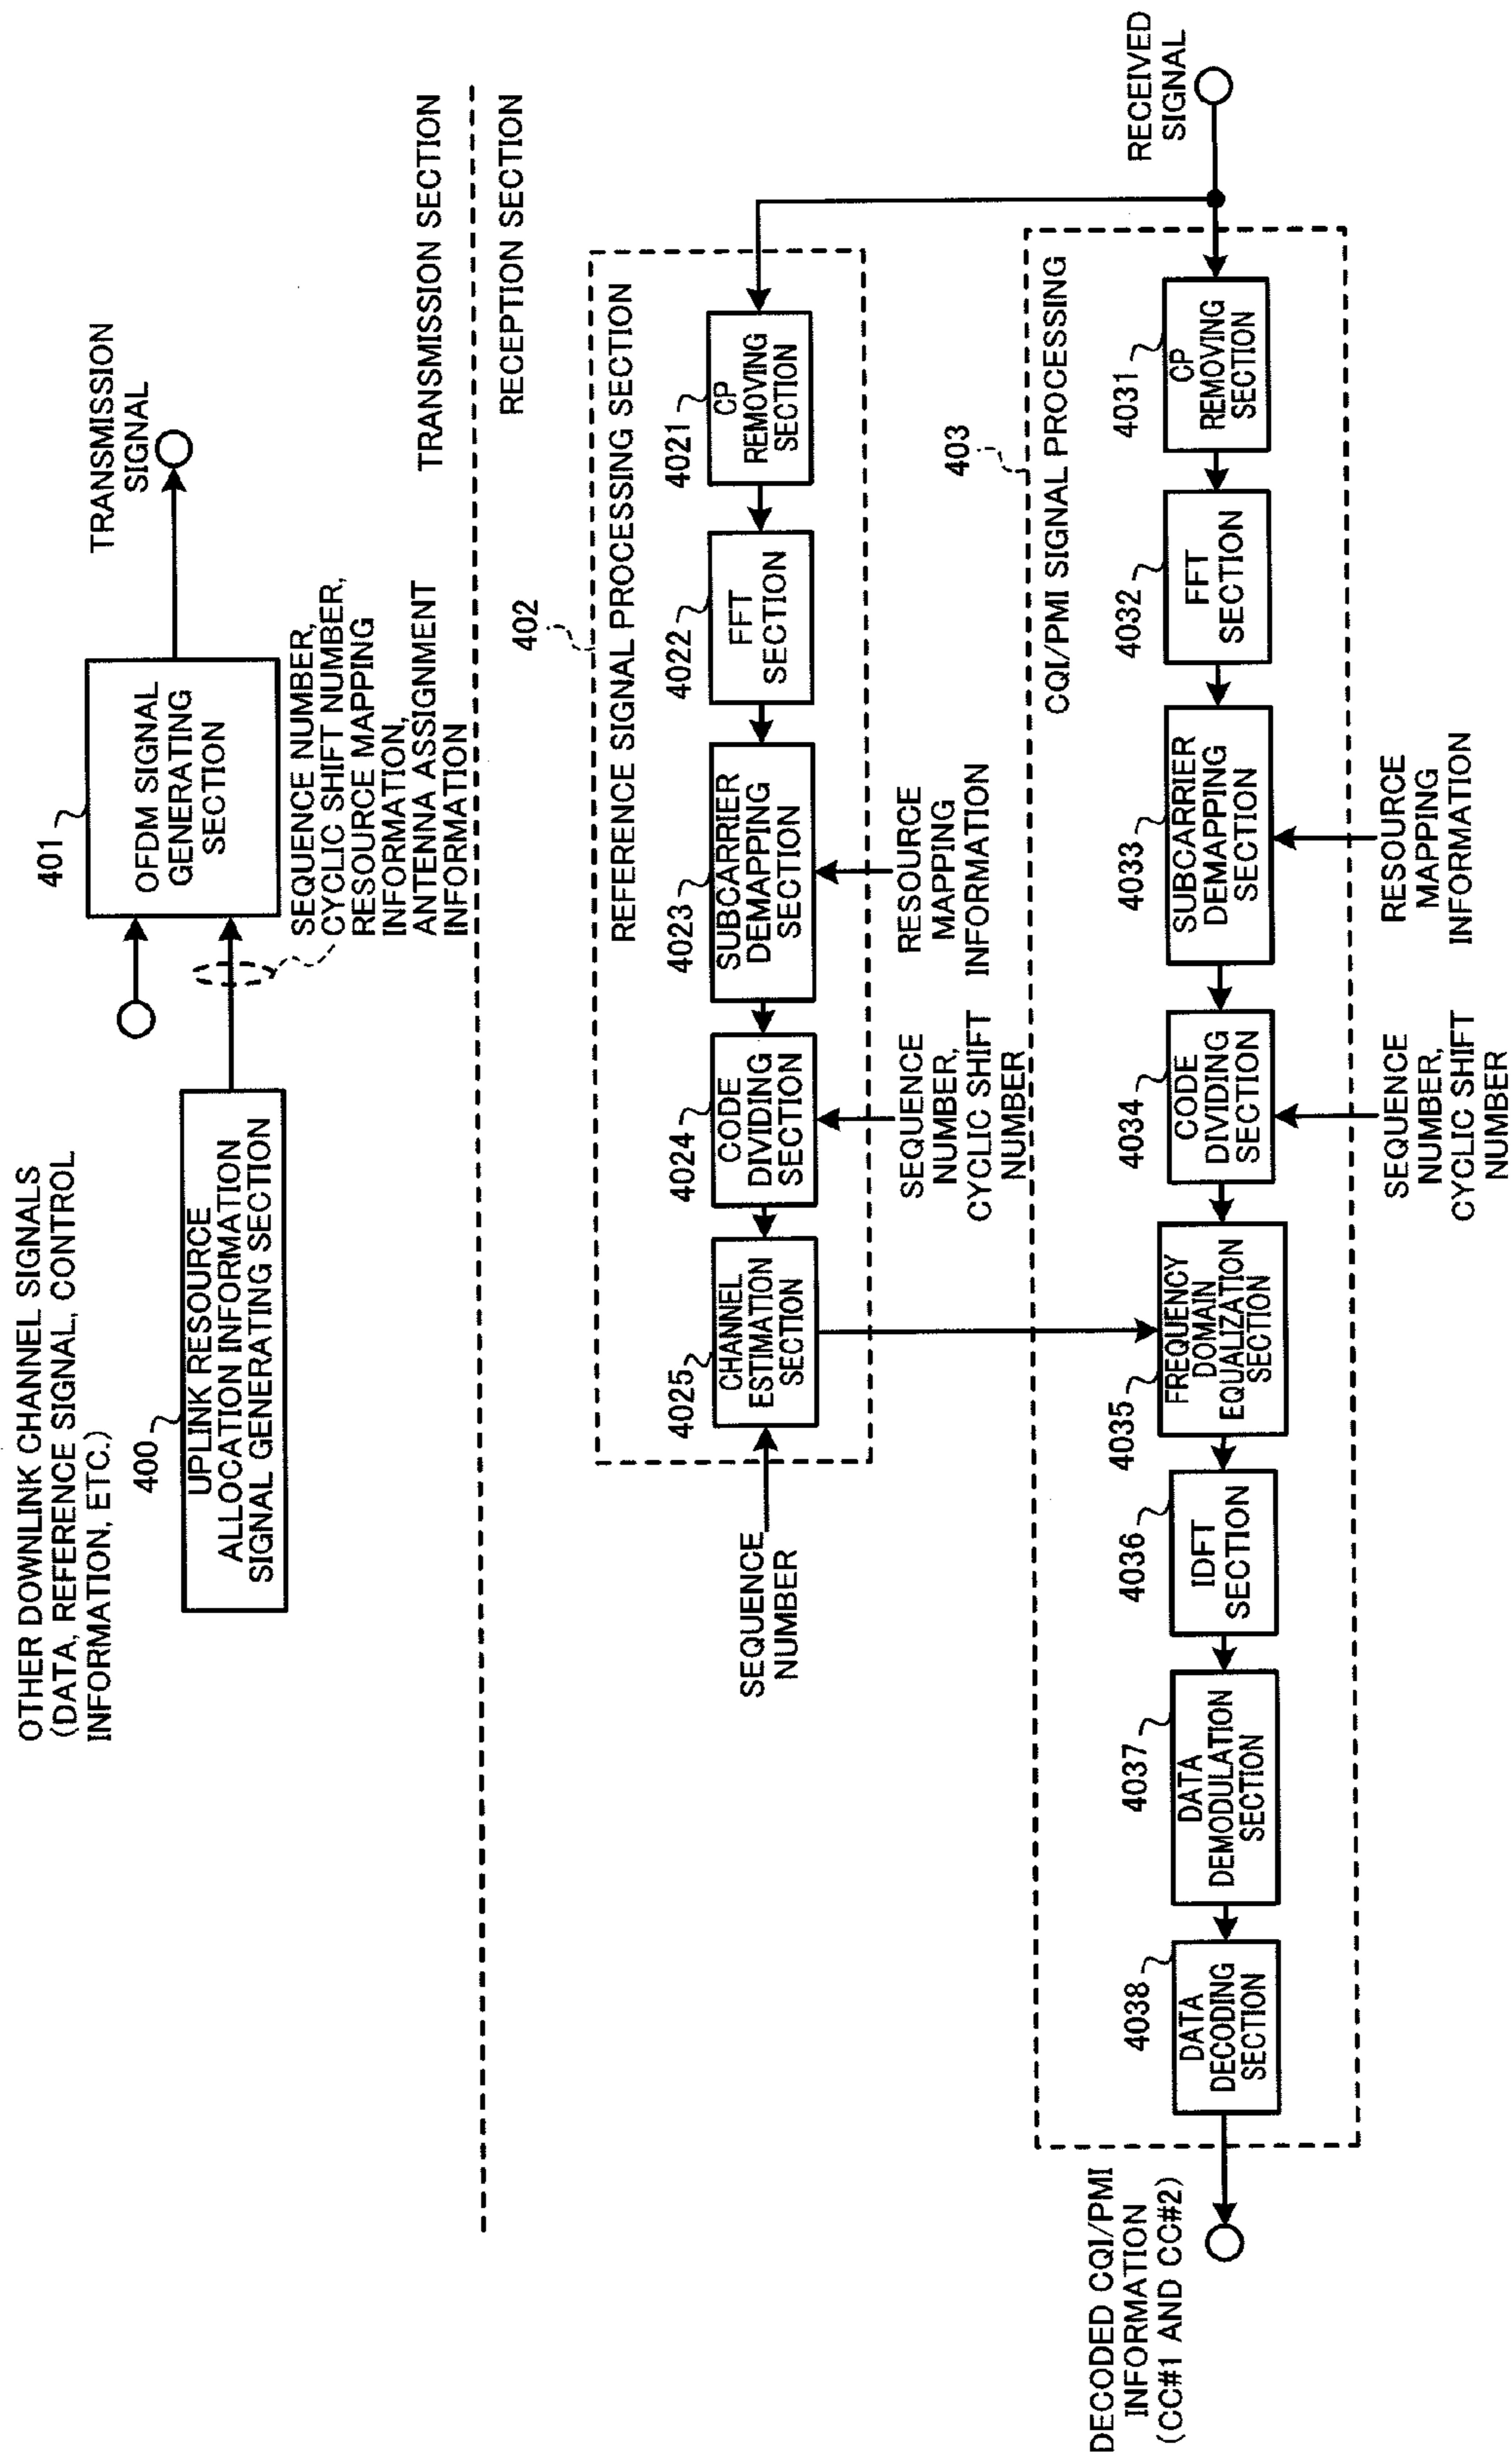 OTHER DOWNLINK CHANNEL SIGNALS
(DATA, REFERENCE SIGNAL, CONTROL
INFORMATION, ETC.)
400
UPLINK RESOURCE
ALLOCATION INFORMATION
SIGNAL GENERATING SECTION
401
OFDM SIGNAL
GENERATING
SECTION
TRANSMISSION
SIGNAL
SEQUENCE NUMBER,
CYCLIC SHIFT NUMBER,
RESOURCE MAPPING
INFORMATION,
ANTENNA ASSIGNMENT
INFORMATION
TRANSMISSION SECTION
RECEPTION SECTION
402
REFERENCE SIGNAL PROCESSING SECTION
SEQUENCE
NUMBER
4025
CHANNEL
ESTIMATION
SECTION
4024
CODE
DIVIDING
SECTION
4023
SUBCARRIER
DEMAPPING
SECTION
4022
FFT
SECTION
4021
CP
REMOVING
SECTION
SEQUENCE
NUMBER,
CYCLIC SHIFT
NUMBER
RESOURCE
MAPPING
INFORMATION
403
CQI/PMI SIGNAL PROCESSING
RECEIVED
SIGNAL
DECODED CQI/PMI
INFORMATION
(CC#1 AND CC#2)
4038
DATA
DECODING
SECTION
4037
DATA
DEMODULATION
SECTION
4036
IDFT
SECTION
4035
FREQUENCY
DOMAIN
EQUALIZATION
SECTION
4034
CODE
DIVIDING
SECTION
4033
SUBCARRIER
DEMAPPING
SECTION
4032
FFT
SECTION
4031
CP
REMOVING
SECTION
SEQUENCE
NUMBER,
CYCLIC SHIFT
NUMBER
RESOURCE
MAPPING
INFORMATION